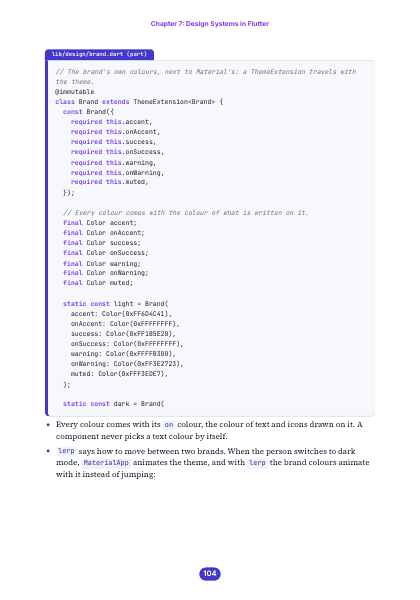 Chapter 7: Design Systems in Flutter
lib/design/brand.dart (part)
// The brand's own colours, next to Material's: a ThemeExtension travels with
the theme.
@immutable
class Brand extends ThemeExtension<Brand> {
const Brand({
required this.accent,
required this.onAccent,
required this.success,
required this.onSuccess,
required this.warning,
required this.onWarning,
required this.muted,
});
// Every colour comes with the colour of what is written on it.
final Color accent;
final Color onAccent;
final Color success;
final Color onSuccess;
final Color warning;
final Color onWarning;
final Color muted;
static const light = Brand(
accent: Color(0xFF6D4C41),
onAccent: Color(0xFFFFFFFF),
success: Color(0xFF1B5E20),
onSuccess: Color(0xFFFFFFFF),
warning: Color(0xFFFFB300),
onWarning: Color(0xFF3E2723),
muted: Color(0xFFF3EDE7),
);
static const dark = Brand(
• Every colour comes with its on colour, the colour of text and icons drawn on it. A
component never picks a text colour by itself.
• lerp says how to move between two brands. When the person switches to dark
mode, MaterialApp animates the theme, and with lerp the brand colours animate
with it instead of jumping:
104